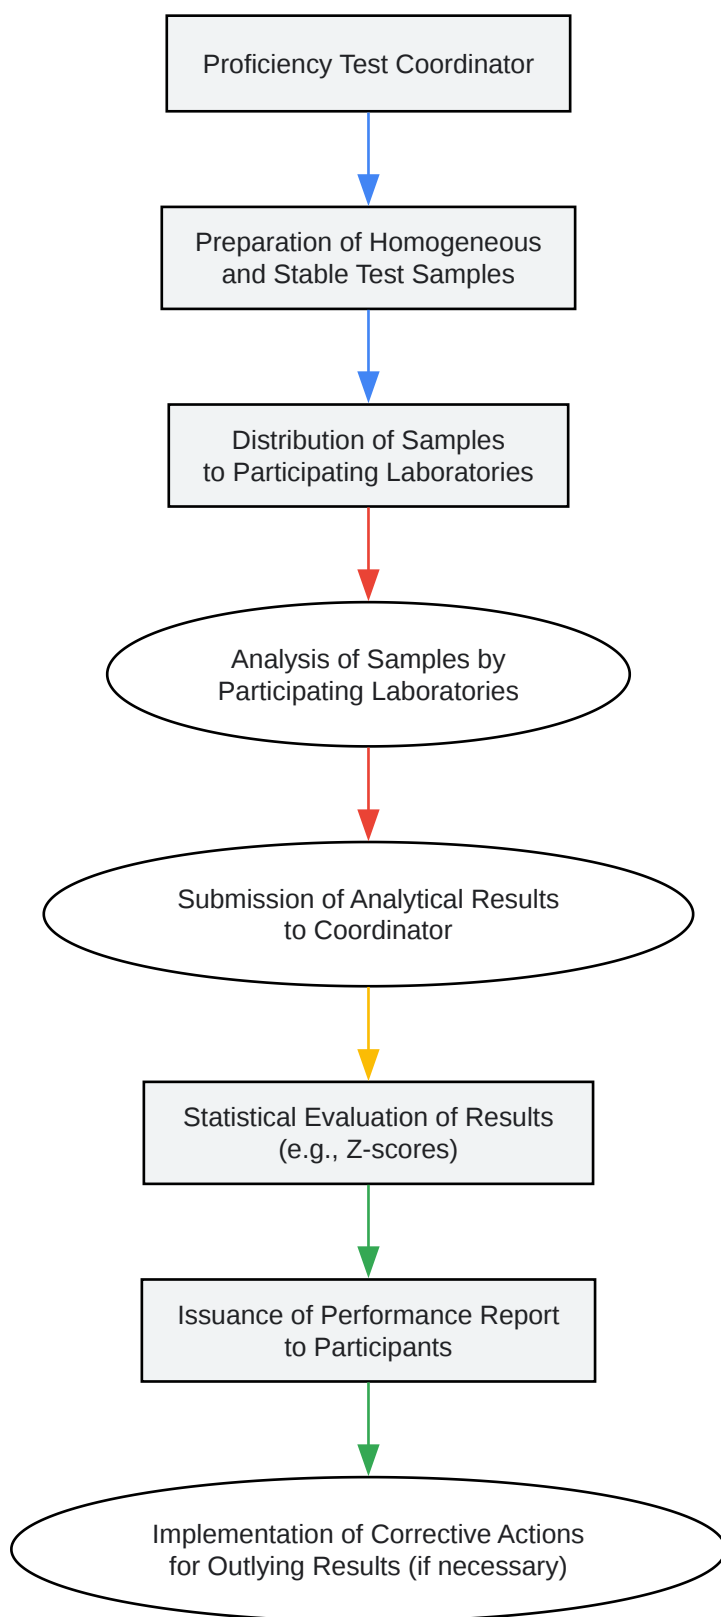 Proficiency Test Coordinator
Preparation of Homogeneous
and Stable Test Samples
Distribution of Samples
to Participating Laboratories
Analysis of Samples by
Participating Laboratories
Submission of Analytical Results
to Coordinator
Statistical Evaluation of Results
(e.g., Z-scores)
Issuance of Performance Report
to Participants
Implementation of Corrective Actions
for Outlying Results (if necessary)